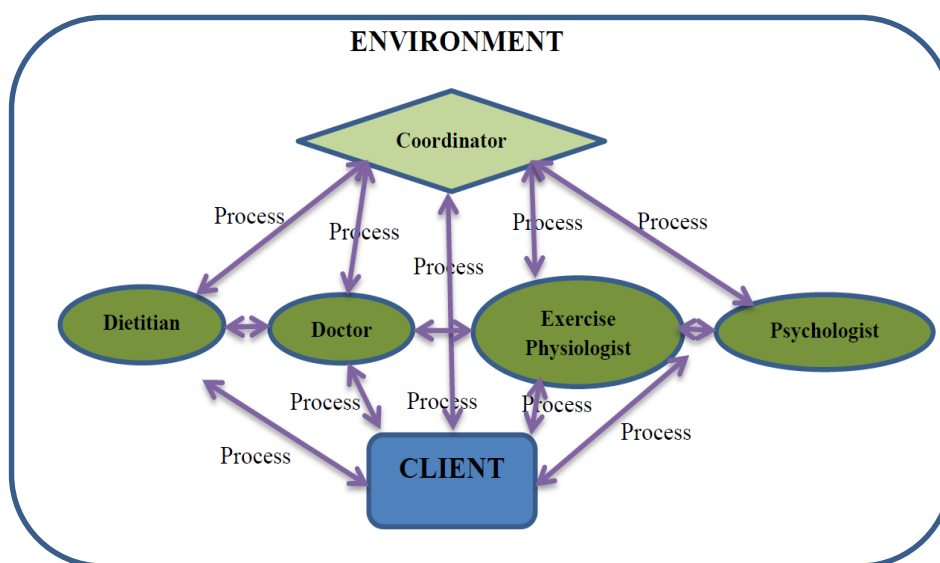 ENVIRONMENT
Coordinator
Process
Process
Process
Process
Process
Dietitian
Doctor
Exercise
Physiologist
Psychologist
Process
Process
Process
Process
Process
CLIENT